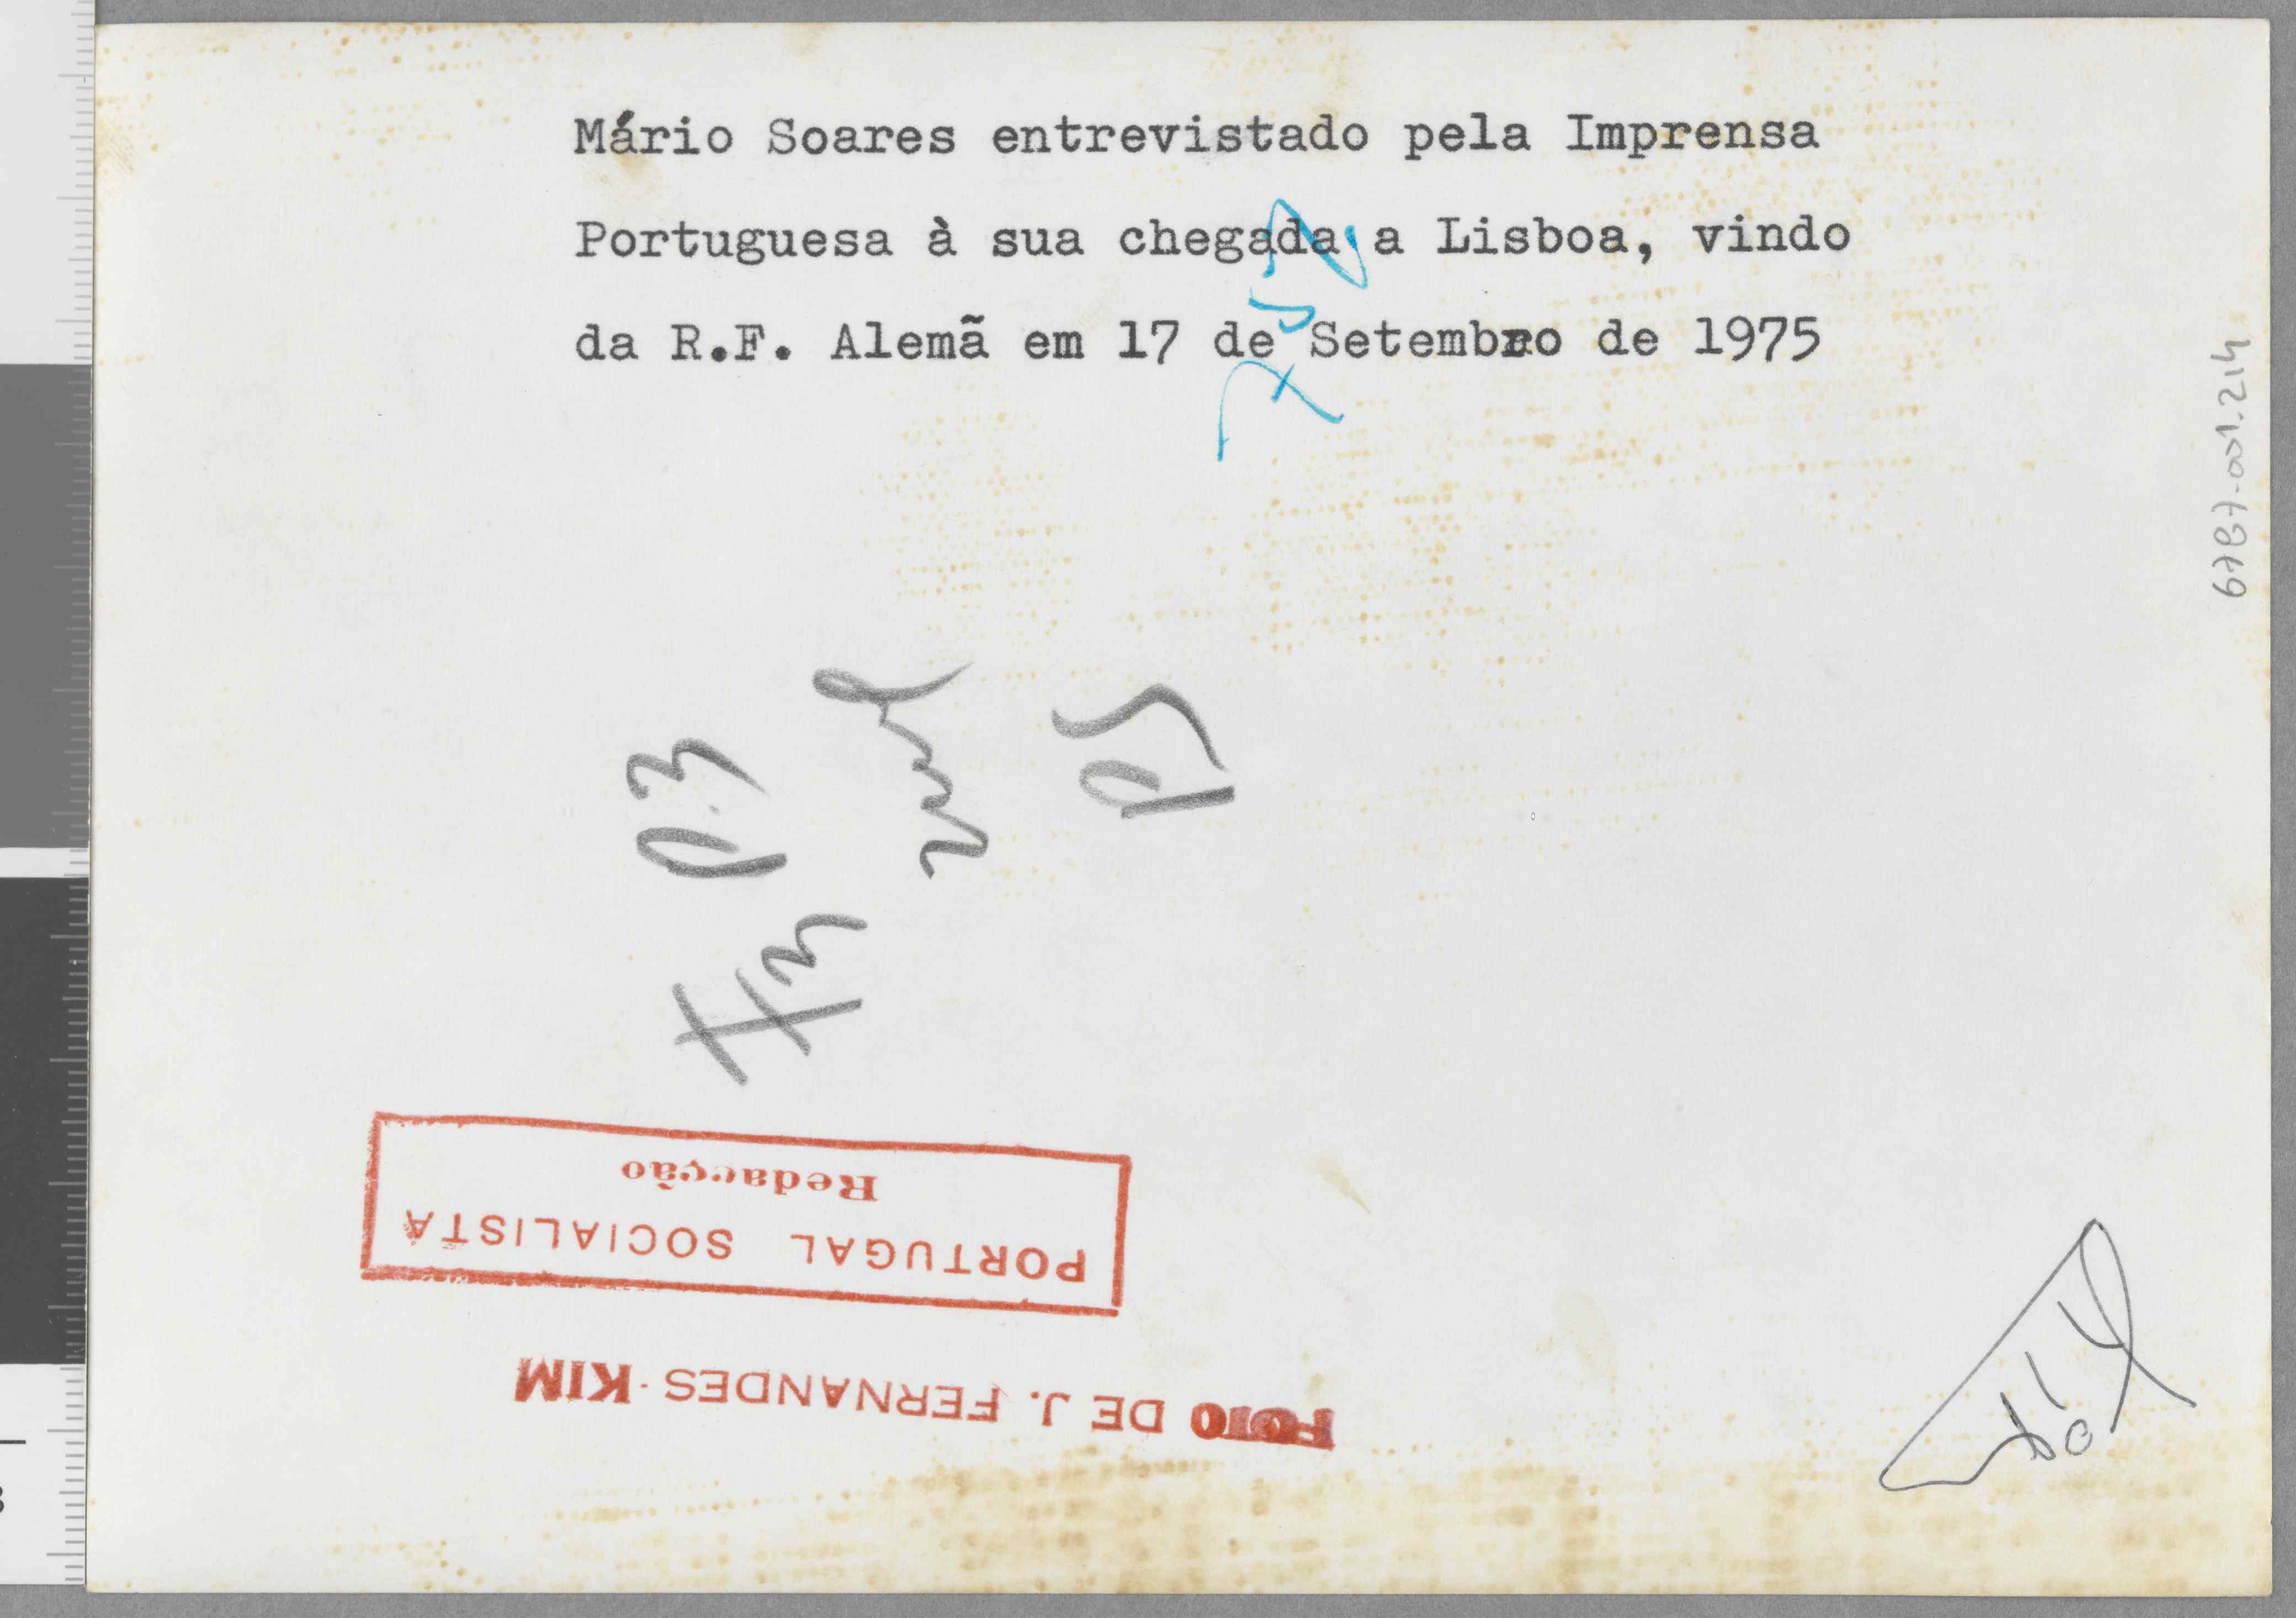 Mário Soares entrevistado pela Imprensa
Portuguesa à sua chegada a Lisboa, vindo
da R.F. Alemã em 17 de Setembro de 1975
6787.001.214
PORTUGAL SOCIALISTA
Redacção
FOTO DE J. FERNANDES - KIM